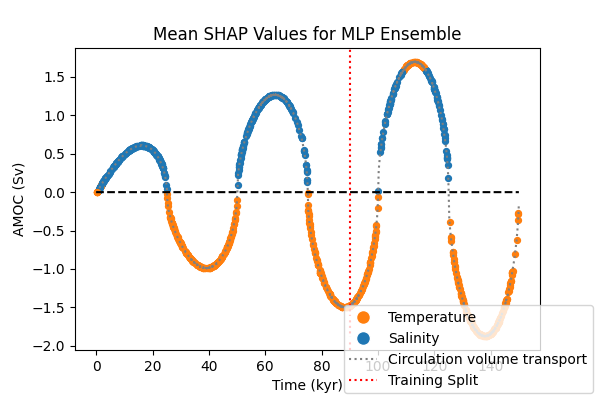 Mean SHAP Values for MLP Ensemble
AMOC (Sv)
1.5
1.0
0.5
0.0
−0.5
−1.0
−1.5
−2.0
0
20
40
60
80
100
120
140
Time (kyr)
Temperature
Salinity
Circulation volume transport
Training Split